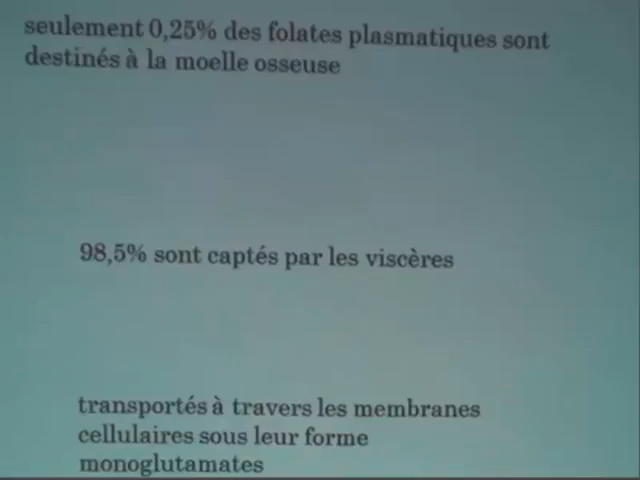 seulement 0,25% des folates plasmatiques sont
destinés à la moelle osseuse
98,5% sont captés par les viscères
transportés à travers les membranes
cellulaires sous leur forme
monoglutamates